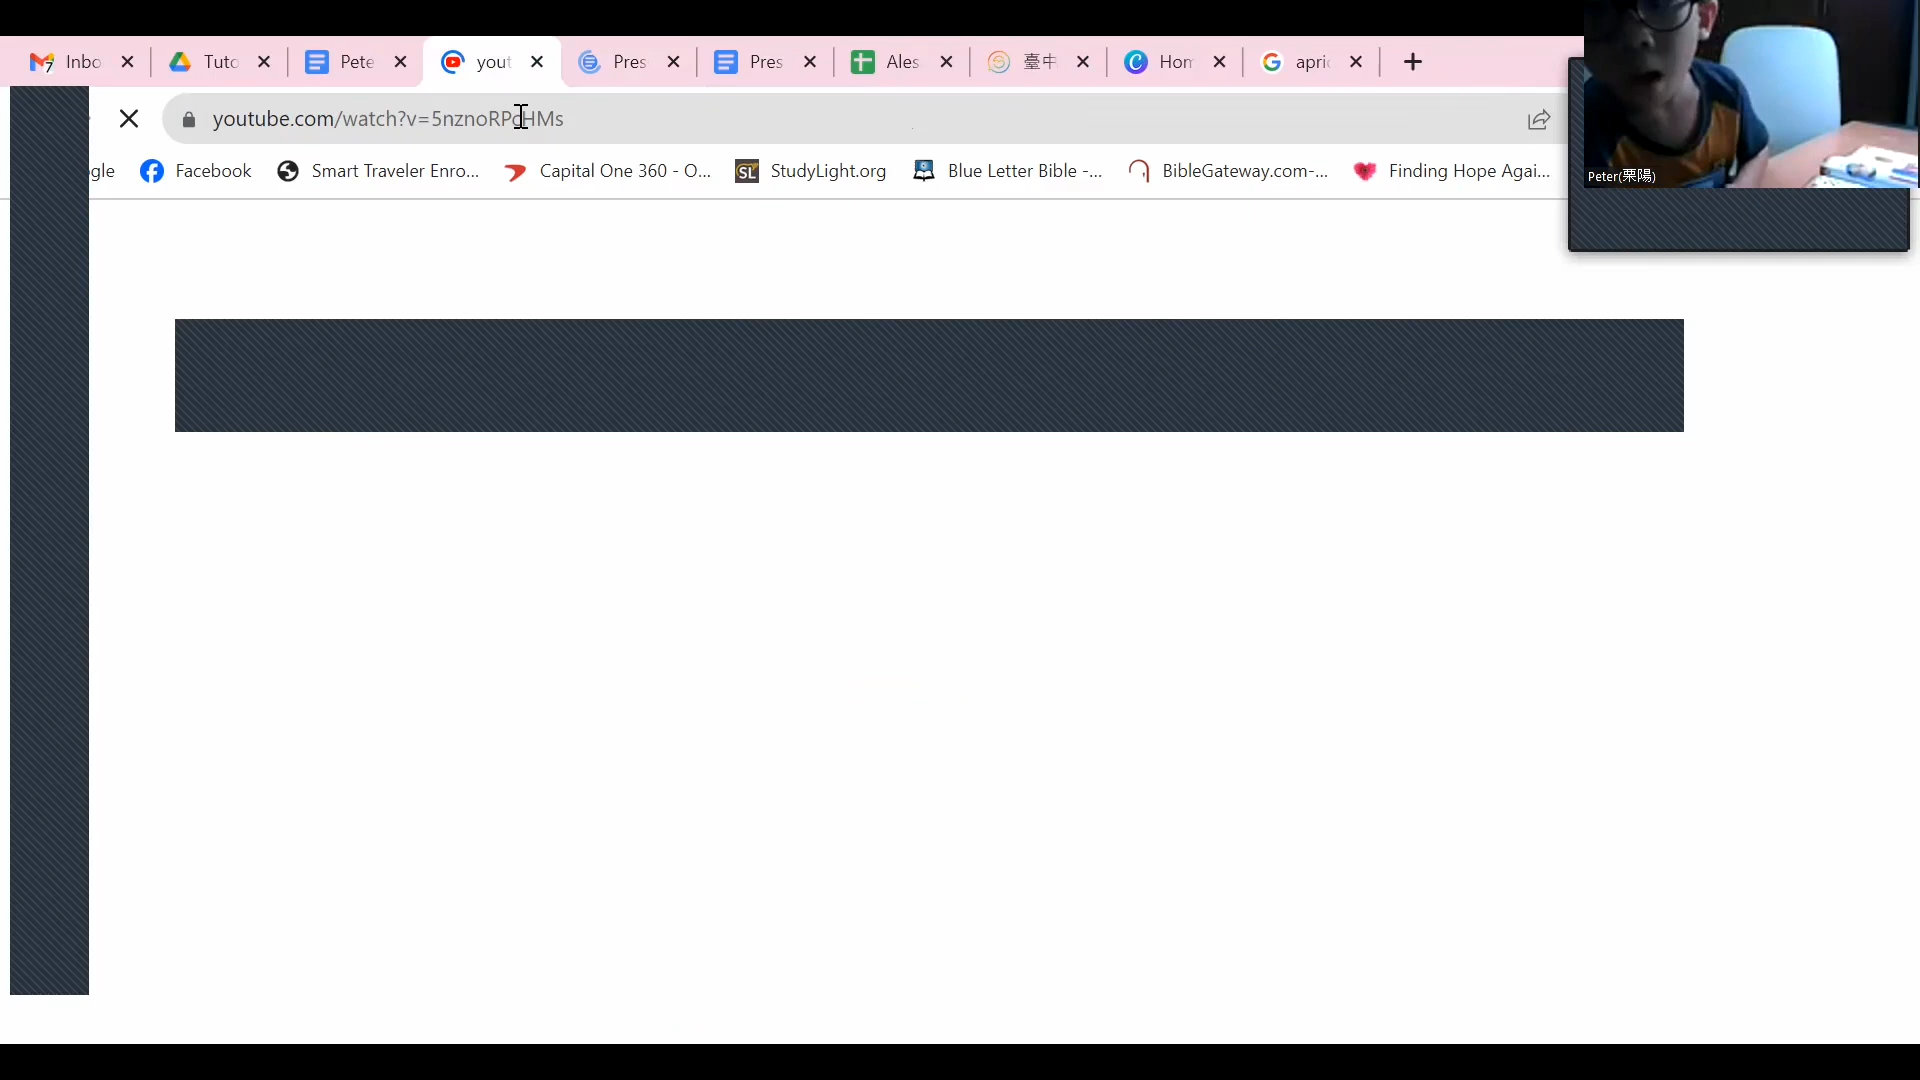 Inbo
Tuto
Pete
yout
Pres
Pres
Ales
臺中
Hom
apri
youtube.com/watch?v=5nznoRPcHMs
gle
Facebook
Smart Traveler Enro...
Capital One 360 - O...
StudyLight.org
Blue Letter Bible -...
BibleGateway.com-...
Finding Hope Agai...
Peter(栗陽)